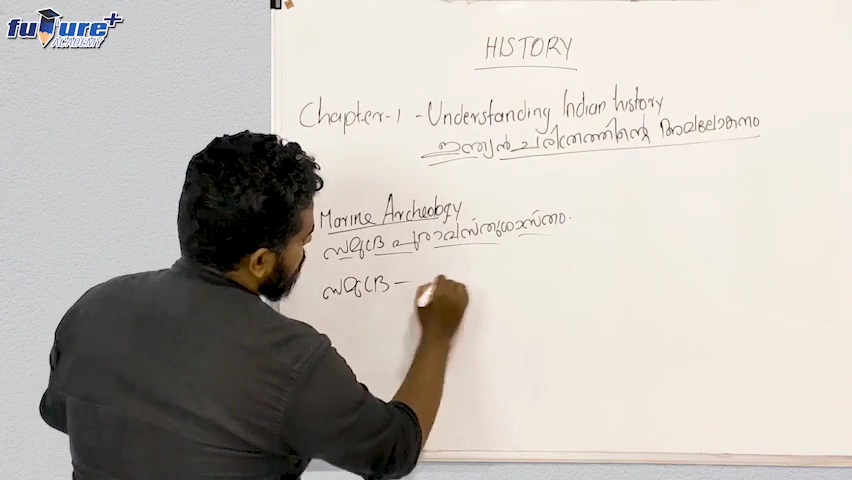 future+
ACADEMY
HISTORY
Chapter-1 - Understanding Indian history
ഇന്ത്യൻ ചരിത്രത്തിന്റെ അവലോകനം
Marine Archeology
സമുദ്ര പുരാവസ്തുശാസ്ത്രം.
സമുദ്ര –